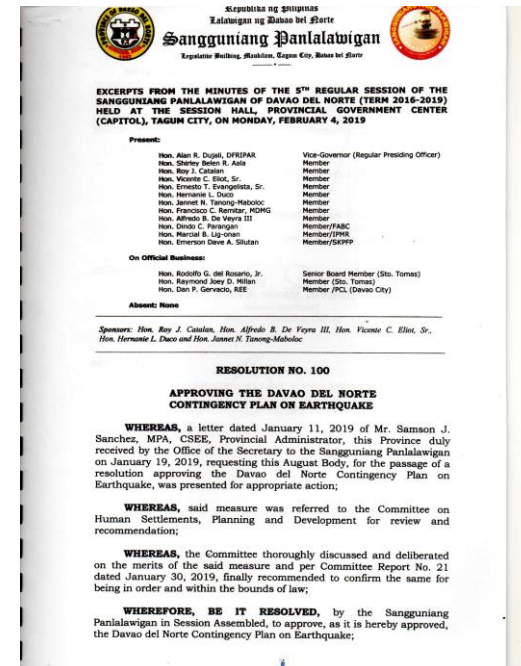 Republika ng Pilipinas
Lalawigan ng Davao del Norte
Sangguniang Panlalawigan
Legislative Building, Mankilam, Tagum City, Davao del Norte
EXCERPTS FROM THE MINUTES OF THE 5TH REGULAR SESSION OF THE
SANGGUNIANG PANLALAWIGAN OF DAVAO DEL NORTE (TERM 2016-2019)
HELD AT THE SESSION HALL, PROVINCIAL GOVERNMENT CENTER
(CAPITOL), TAGUM CITY, ON MONDAY, FEBRUARY 4, 2019
Present:
Hon. Alan R. Dujali, DFRIPAR Vice-Governor (Regular Presiding Officer)
Hon. Shirley Belen R. Aala Member
Hon. Roy J. Catalan Member
Hon. Vicente C. Eliot, Sr. Member
Hon. Ernesto T. Evangelista, Sr. Member
Hon. Hernanie L. Duco Member
Hon. Jannet N. Tanong-Maboloc Member
Hon. Francisco C. Remitar, MDMG Member
Hon. Alfredo B. De Veyra III Member
Hon. Dindo C. Parangan Member/FABC
Hon. Marcial B. Lig-onan Member/IPMR
Hon. Emerson Dave A. Silutan Member/SKPFP
On Official Business:
Hon. Rodolfo G. del Rosario, Jr. Senior Board Member (Sto. Tomas)
Hon. Raymond Joey D. Millan Member (Sto. Tomas)
Hon. Dan P. Gervacio, REE Member /PCL (Davao City)
Absent: None
Sponsors: Hon. Roy J. Catalan, Hon. Alfredo B. De Veyra III, Hon. Vicente C. Eliot, Sr.,
Hon. Hernanie L. Duco and Hon. Jannet N. Tanong-Maboloc
RESOLUTION NO. 100
APPROVING THE DAVAO DEL NORTE
CONTINGENCY PLAN ON EARTHQUAKE
WHEREAS, a letter dated January 11, 2019 of Mr. Samson J.
Sanchez, MPA, CSEE, Provincial Administrator, this Province duly
received by the Office of the Secretary to the Sangguniang Panlalawigan
on January 19, 2019, requesting this August Body, for the passage of a
resolution approving the Davao del Norte Contingency Plan on
Earthquake, was presented for appropriate action;
WHEREAS, said measure was referred to the Committee on
Human Settlements, Planning and Development for review and
recommendation;
WHEREAS, the Committee thoroughly discussed and deliberated
on the merits of the said measure and per Committee Report No. 21
dated January 30, 2019, finally recommended to confirm the same for
being in order and within the bounds of law;
WHEREFORE, BE IT RESOLVED, by the Sangguniang
Panlalawigan in Session Assembled, to approve, as it is hereby approved,
the Davao del Norte Contingency Plan on Earthquake;